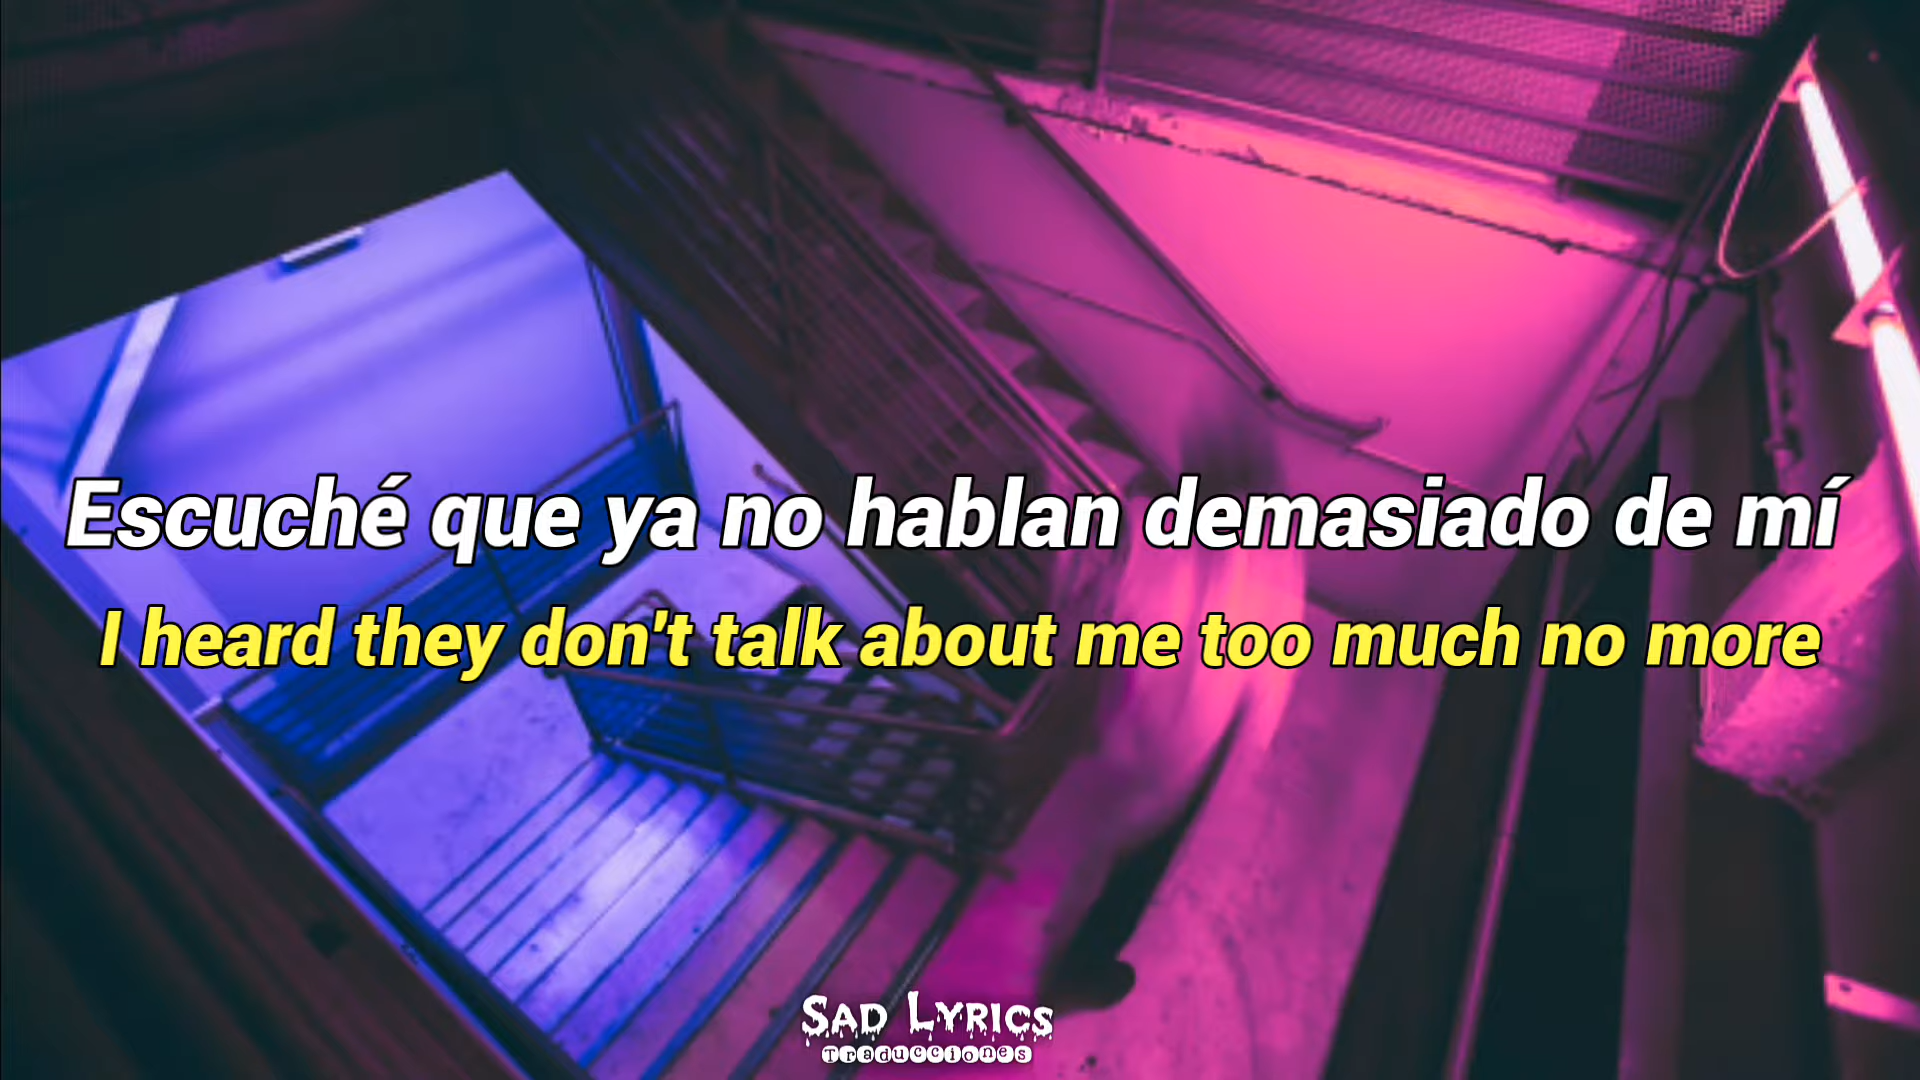 Escuché que ya no hablan demasiado de mí
I heard they don't talk about me too much no more
SAD LYRICS
Traducciones